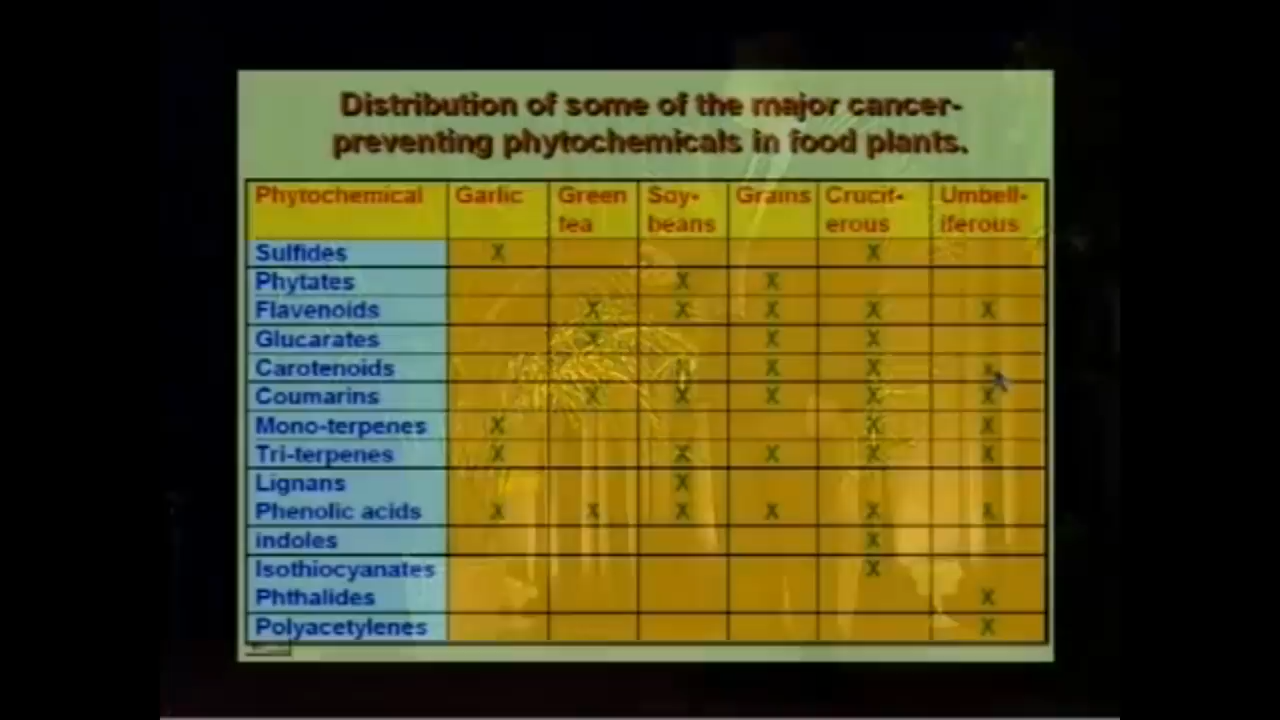 Distribution of some of the major cancer-
preventing phytochemicals in food plants.
Phytochemical Garlic Green tea Soy-beans Grains Crucif-erous Umbell-iferous
Sulfides X X
Phytates X X
Flavenoids X X X X X
Glucarates X X X
Carotenoids X X X X
Coumarins X X X X X
Mono-terpenes X X X
Tri-terpenes X X X X X
Lignans X
Phenolic acids X X X X X X
indoles X
Isothiocyanates X
Phthalides X
Polyacetylenes X